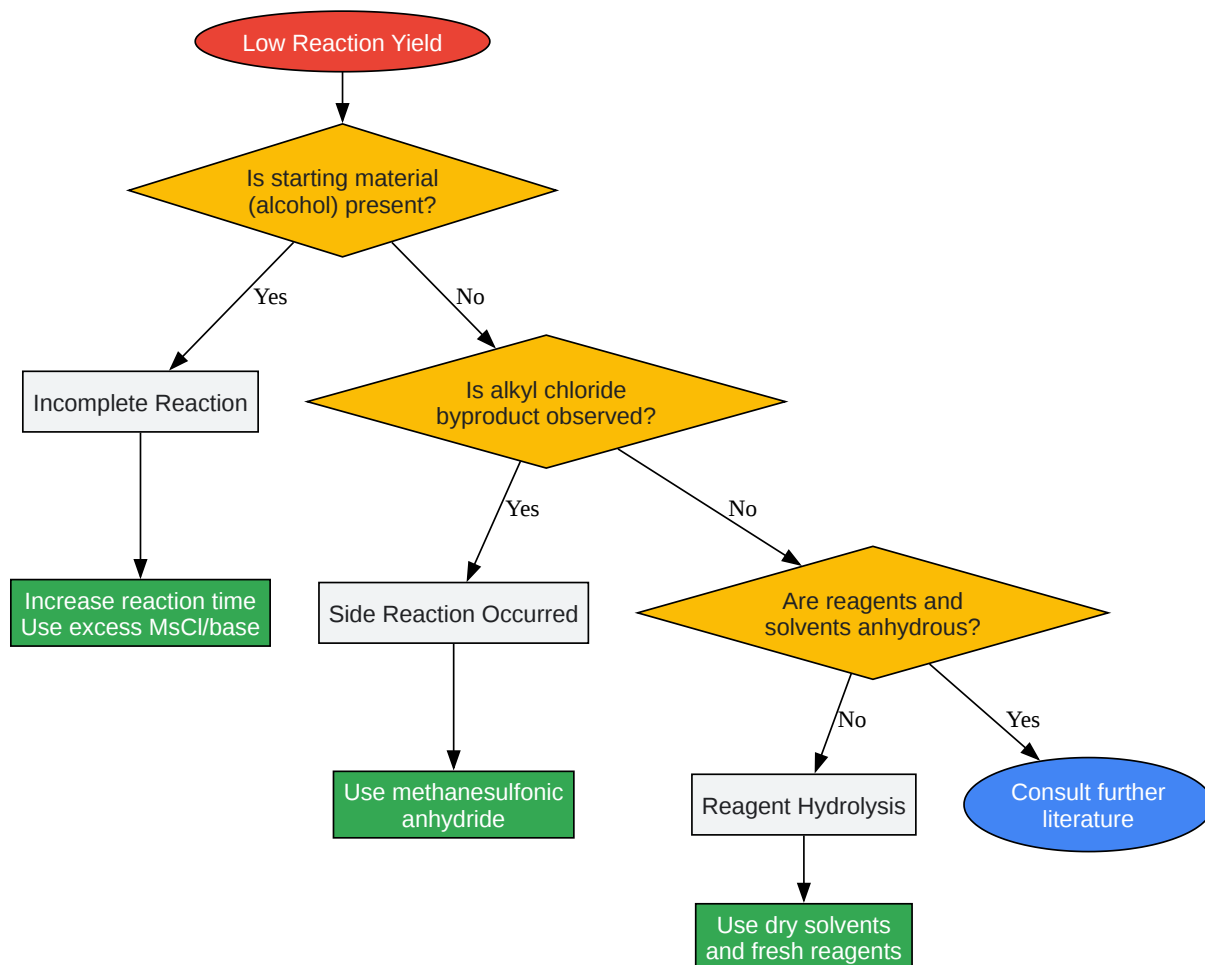 Low Reaction Yield
Is starting material
(alcohol) present?
Yes
No
Incomplete Reaction
Is alkyl chloride
byproduct observed?
Increase reaction time
Use excess MsCl/base
Yes
No
Side Reaction Occurred
Are reagents and
solvents anhydrous?
Use methanesulfonic
anhydride
No
Yes
Reagent Hydrolysis
Consult further
literature
Use dry solvents
and fresh reagents